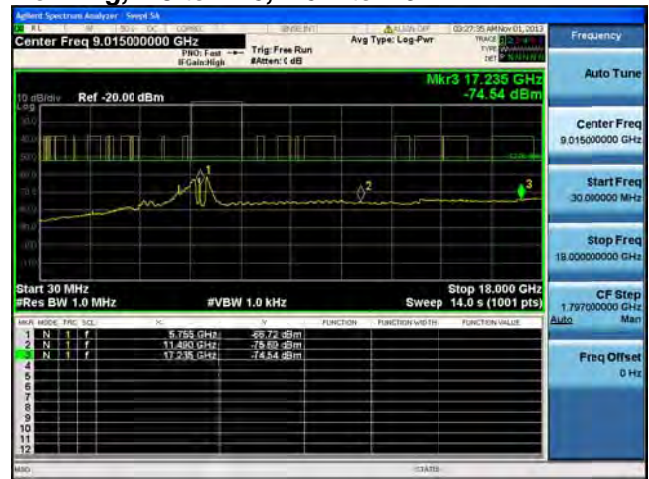 Agilent Spectrum Analyzer - Swept SA
03:27:35 AM Nov 01, 2013
Center Freq 9.015000000 GHz
Avg Type: Log-Pwr
TRACE
TYPE
DET
PNO: Fast
Trig: Free Run
IFGain:High
#Atten: 0 dB
Mkr3 17.235 GHz
-74.54 dBm
10 dB/div
Ref -20.00 dBm
Log
1
2
3
Start 30 MHz
Stop 18.000 GHz
#Res BW 1.0 MHz
#VBW 1.0 kHz
Sweep 14.0 s (1001 pts)
MKR MODE TRC SCL X Y FUNCTION FUNCTION WIDTH FUNCTION VALUE
1 N 1 f 5.755 GHz -66.72 dBm
2 N 1 f 11.490 GHz
3 N 1 f 17.235 GHz -74.54 dBm
4
5
6
7
8
9
10
11
12
MSG
STATUS
Frequency
Auto Tune
Center Freq
9.015000000 GHz
Start Freq
30.000000 MHz
Stop Freq
18.000000000 GHz
CF Step
1.797000000 GHz
Auto Man
Freq Offset
0 Hz